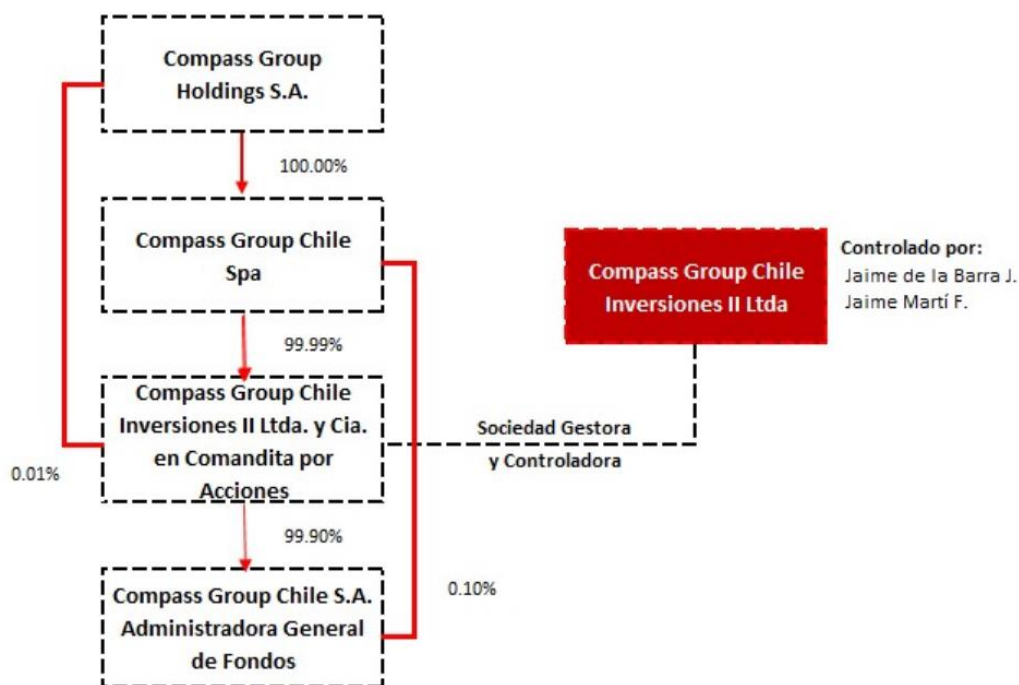 Compass Group
Holdings S.A.
100.00%
Compass Group Chile
Spa
Compass Group Chile
Inversiones II Ltda
Controlado por:
Jaime de la Barra J.
Jaime Martí F.
99.99%
Compass Group Chile
Inversiones II Ltda. y Cia.
en Comandita por
Acciones
Sociedad Gestora
y Controladora
0.01%
99.90%
0.10%
Compass Group Chile S.A.
Administradora General
de Fondos